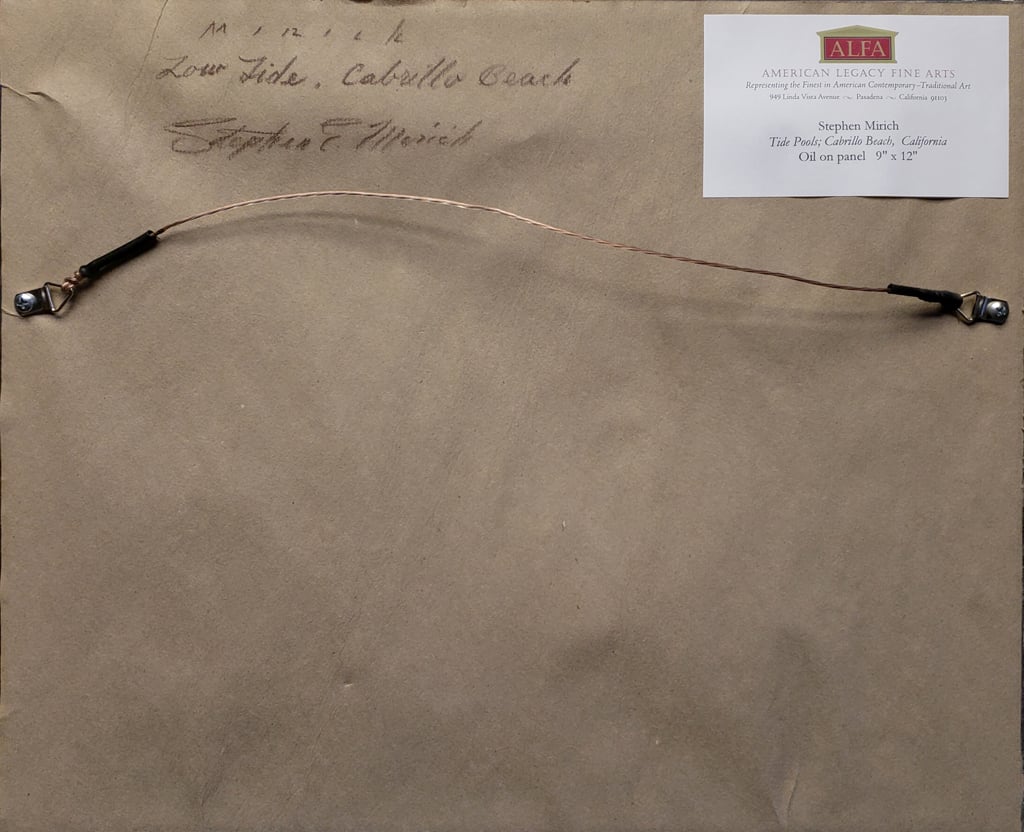 Mirich
Low Tide. Cabrillo Beach
Stephen E Mirich
ALFA
AMERICAN LEGACY FINE ARTS
Representing the Finest in American Contemporary-Traditional Art
949 Linda Vista Avenue ~ Pasadena ~ California 91103
Stephen Mirich
Tide Pools; Cabrillo Beach, California
Oil on panel 9" x 12"